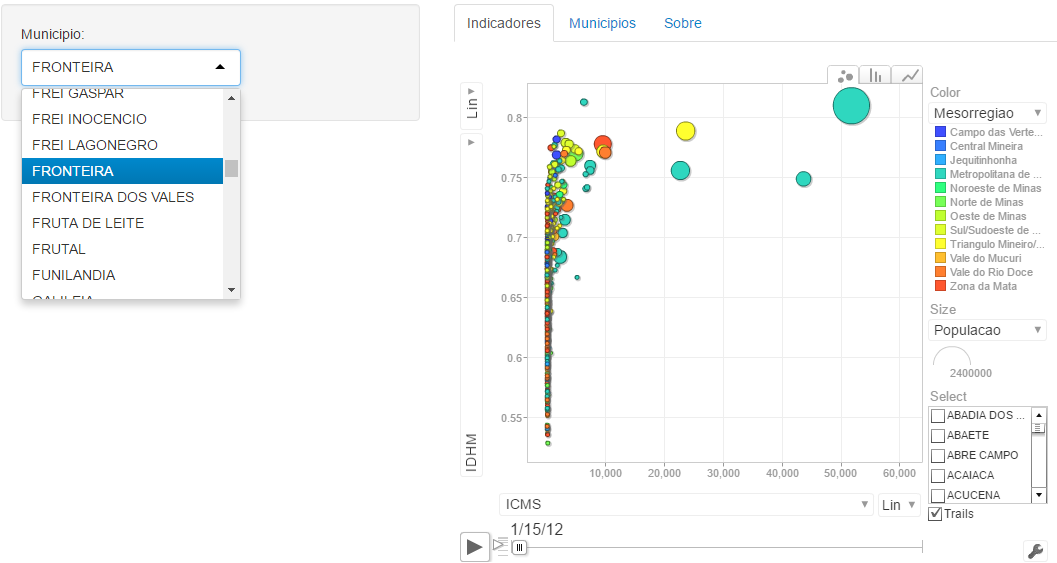 Municipio:
FRONTEIRA
FREI GASPAR
FREI INOCENCIO
FREI LAGONEGRO
FRONTEIRA
FRONTEIRA DOS VALES
FRUTA DE LEITE
FRUTAL
FUNILANDIA
GALILEIA
Indicadores
Municipios
Sobre
Lin
IDHM
0.8
0.75
0.7
0.65
0.6
0.55
10,000
20,000
30,000
40,000
50,000
60,000
ICMS
Lin
1/15/12
Color
Mesorregiao
Campo das Verte...
Central Mineira
Jequitinhonha
Metropolitana de ...
Noroeste de Minas
Norte de Minas
Oeste de Minas
Sul/Sudoeste de ...
Triangulo Mineiro/...
Vale do Mucuri
Vale do Rio Doce
Zona da Mata
Size
Populacao
2400000
Select
ABADIA DOS ...
ABAETE
ABRE CAMPO
ACAIACA
ACUCENA
Trails